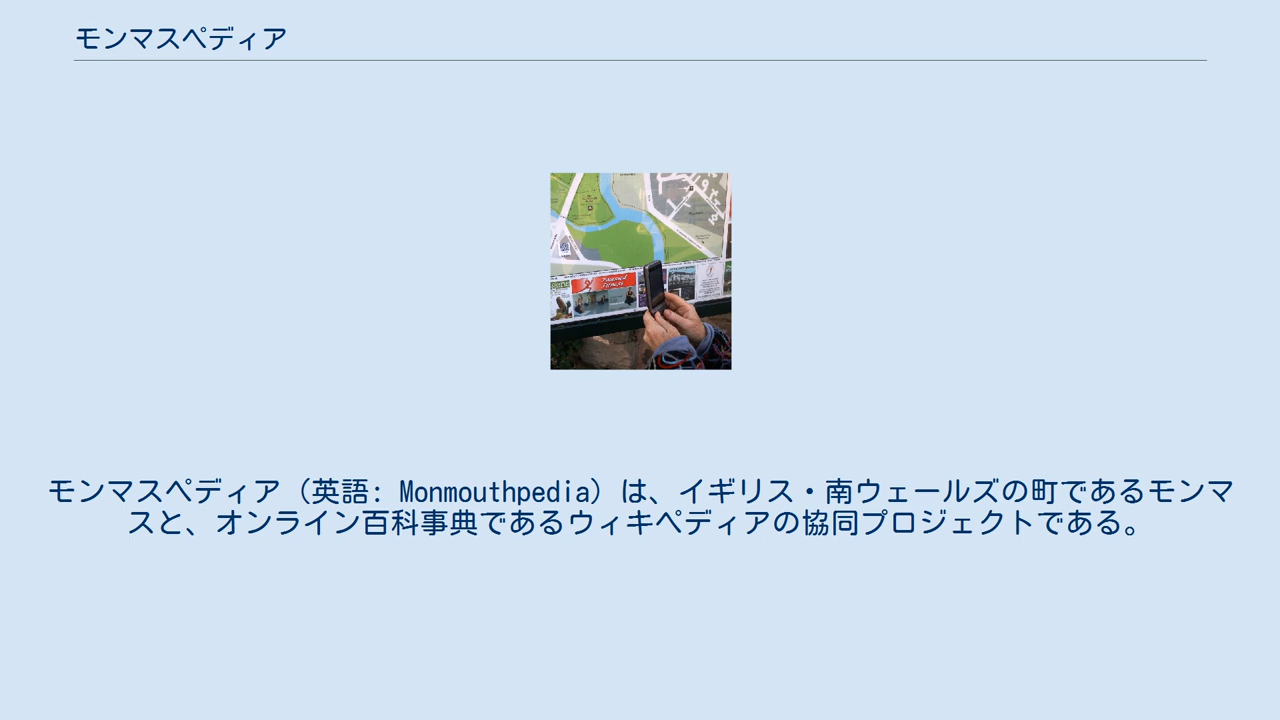 モンマスペディア
モンマスペディア（英語: Monmouthpedia）は、イギリス・南ウェールズの町であるモンマ
スと、オンライン百科事典であるウィキペディアの協同プロジェクトである。